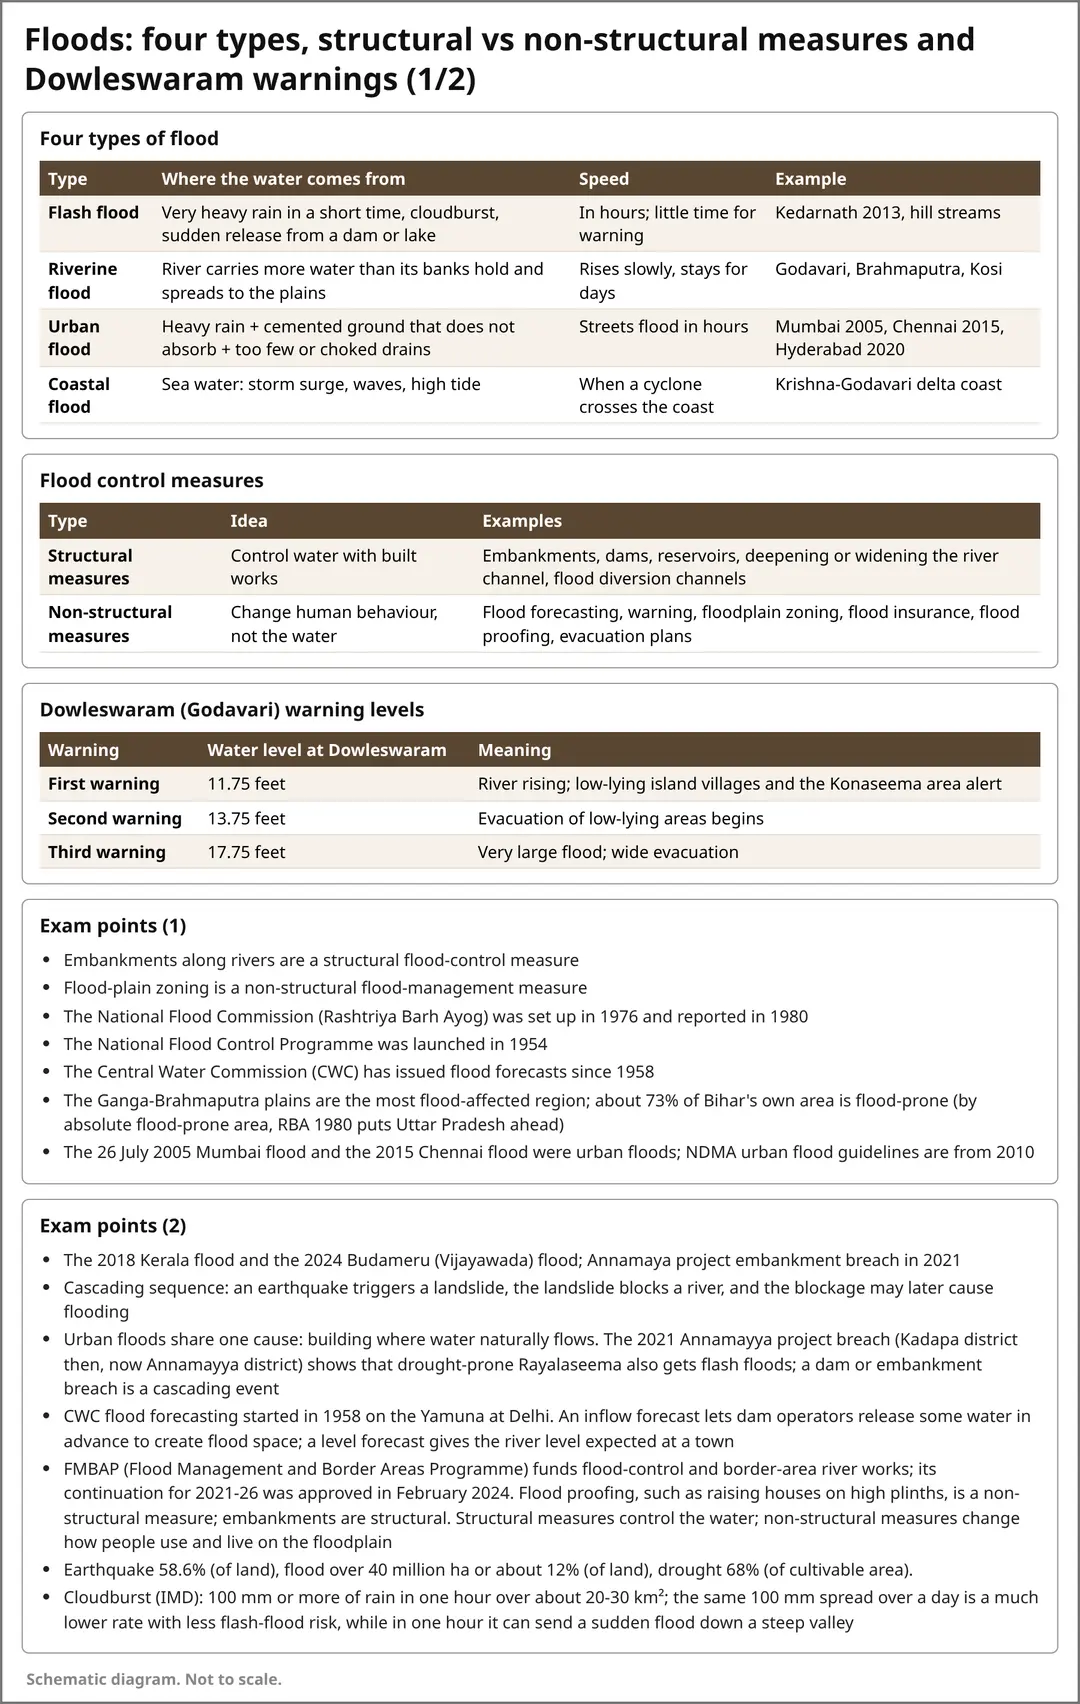 Floods: four types, structural vs non-structural measures and
Dowleswaram warnings (1/2)
Four types of flood
Type Where the water comes from Speed Example
Flash flood Very heavy rain in a short time, cloudburst, In hours; little time for Kedarnath 2013, hill streams
sudden release from a dam or lake warning
Riverine River carries more water than its banks hold and Rises slowly, stays for Godavari, Brahmaputra, Kosi
flood spreads to the plains days
Urban Heavy rain + cemented ground that does not Streets flood in hours Mumbai 2005, Chennai 2015,
flood absorb + too few or choked drains Hyderabad 2020
Coastal Sea water: storm surge, waves, high tide When a cyclone Krishna-Godavari delta coast
flood crosses the coast
Flood control measures
Type Idea Examples
Structural Control water with built Embankments, dams, reservoirs, deepening or widening the river
measures works channel, flood diversion channels
Non-structural Change human behaviour, Flood forecasting, warning, floodplain zoning, flood insurance, flood
measures not the water proofing, evacuation plans
Dowleswaram (Godavari) warning levels
Warning Water level at Dowleswaram Meaning
First warning 11.75 feet River rising; low-lying island villages and the Konaseema area alert
Second warning 13.75 feet Evacuation of low-lying areas begins
Third warning 17.75 feet Very large flood; wide evacuation
Exam points (1)
• Embankments along rivers are a structural flood-control measure
• Flood-plain zoning is a non-structural flood-management measure
• The National Flood Commission (Rashtriya Barh Ayog) was set up in 1976 and reported in 1980
• The National Flood Control Programme was launched in 1954
• The Central Water Commission (CWC) has issued flood forecasts since 1958
• The Ganga-Brahmaputra plains are the most flood-affected region; about 73% of Bihar's own area is flood-prone (by
absolute flood-prone area, RBA 1980 puts Uttar Pradesh ahead)
• The 26 July 2005 Mumbai flood and the 2015 Chennai flood were urban floods; NDMA urban flood guidelines are from 2010
Exam points (2)
• The 2018 Kerala flood and the 2024 Budameru (Vijayawada) flood; Annamaya project embankment breach in 2021
• Cascading sequence: an earthquake triggers a landslide, the landslide blocks a river, and the blockage may later cause
flooding
• Urban floods share one cause: building where water naturally flows. The 2021 Annamayya project breach (Kadapa district
then, now Annamayya district) shows that drought-prone Rayalaseema also gets flash floods; a dam or embankment
breach is a cascading event
• CWC flood forecasting started in 1958 on the Yamuna at Delhi. An inflow forecast lets dam operators release some water in
advance to create flood space; a level forecast gives the river level expected at a town
• FMBAP (Flood Management and Border Areas Programme) funds flood-control and border-area river works; its
continuation for 2021-26 was approved in February 2024. Flood proofing, such as raising houses on high plinths, is a non-
structural measure; embankments are structural. Structural measures control the water; non-structural measures change
how people use and live on the floodplain
• Earthquake 58.6% (of land), flood over 40 million ha or about 12% (of land), drought 68% (of cultivable area).
• Cloudburst (IMD): 100 mm or more of rain in one hour over about 20-30 km²; the same 100 mm spread over a day is a much
lower rate with less flash-flood risk, while in one hour it can send a sudden flood down a steep valley
Schematic diagram. Not to scale.